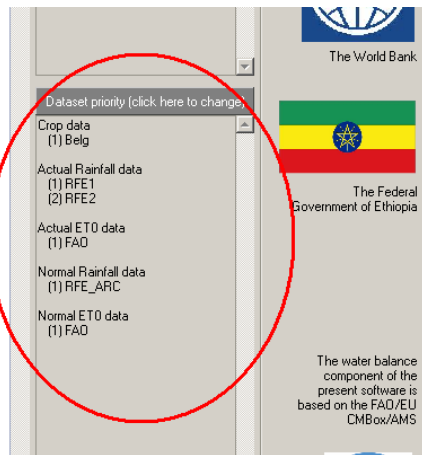 Dataset priority (click here to change)
Crop data
(1) Belg
Actual Rainfall data
(1) RFE1
(2) RFE2
Actual ET0 data
(1) FAO
Normal Rainfall data
(1) RFE_ARC
Normal ET0 data
(1) FAO
The World Bank
The Federal
Government of Ethiopia
The water balance
component of the
present software is
based on the FAO/EU
CMBox/AMS